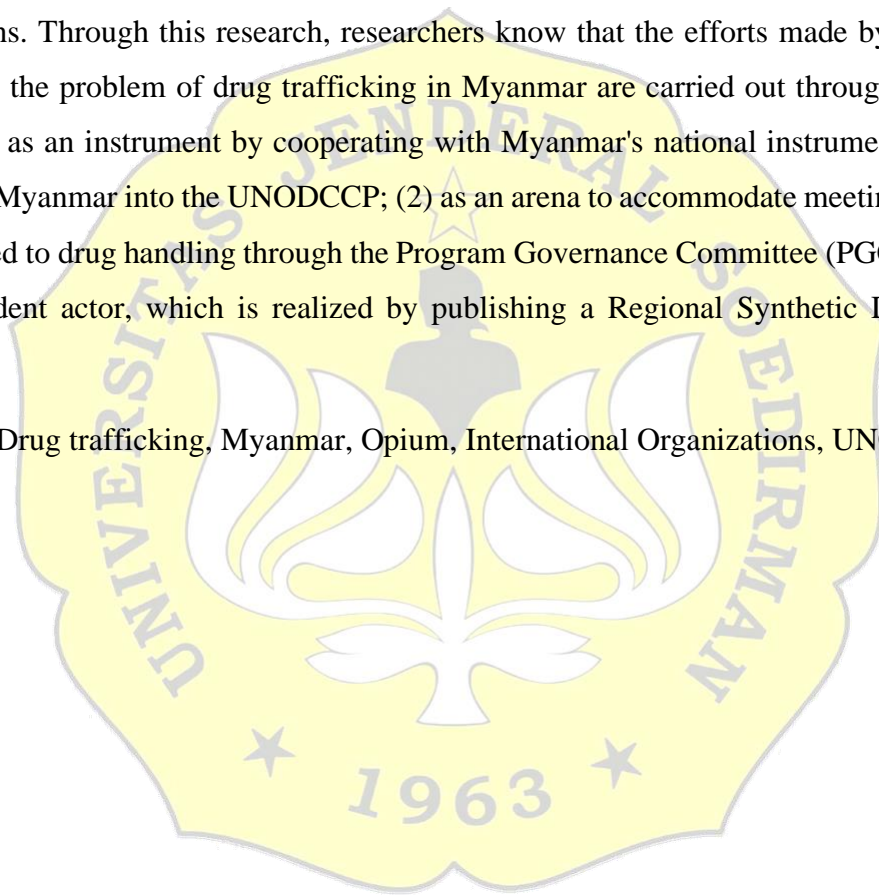 ns. Through this research, researchers know that the efforts made by
the problem of drug trafficking in Myanmar are carried out throug
as an instrument by cooperating with Myanmar's national instrume
Myanmar into the UNODCCP; (2) as an arena to accommodate meetin
ed to drug handling through the Program Governance Committee (PGC
dent actor, which is realized by publishing a Regional Synthetic D
Drug trafficking, Myanmar, Opium, International Organizations, UN
UNIVERSITAS JENDERAL SOEDIRMAN
1963